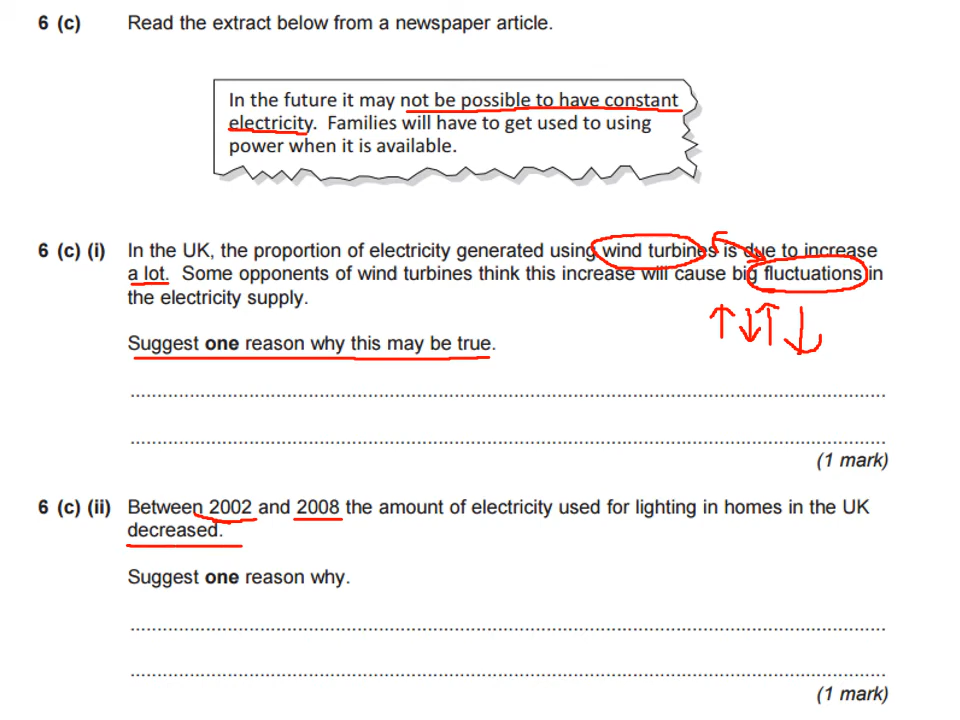 6 (c) Read the extract below from a newspaper article.
In the future it may not be possible to have constant
electricity. Families will have to get used to using
power when it is available.
6 (c) (i) In the UK, the proportion of electricity generated using wind turbines is due to increase
a lot. Some opponents of wind turbines think this increase will cause big fluctuations in
the electricity supply.
Suggest one reason why this may be true.
(1 mark)
6 (c) (ii) Between 2002 and 2008 the amount of electricity used for lighting in homes in the UK
decreased.
Suggest one reason why.
(1 mark)